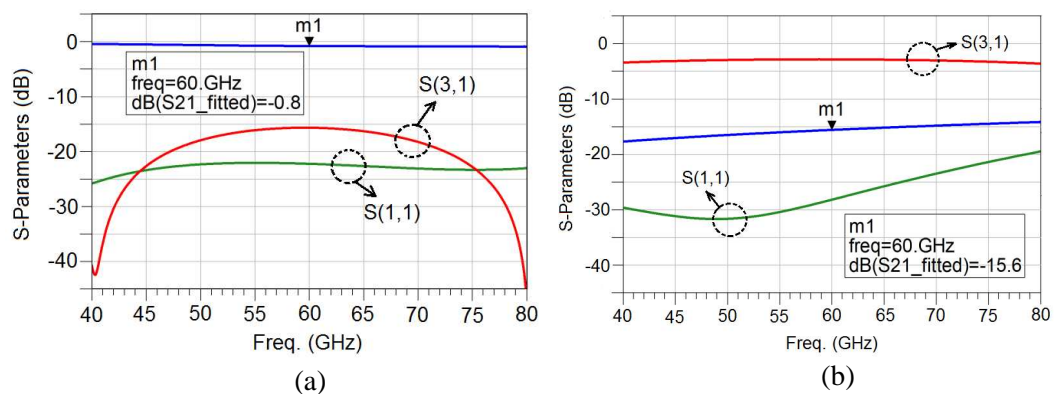 m1
0
-10
-20
-30
-40
S-Parameters (dB)
m1
freq=60.GHz
dB(S21_fitted)=-0.8
S(3,1)
S(1,1)
40 45 50 55 60 65 70 75 80
Freq. (GHz)
(a)
S(3,1)
0
-10
-20
-30
-40
S-Parameters (dB)
m1
S(1,1)
m1
freq=60.GHz
dB(S21_fitted)=-15.6
40 45 50 55 60 65 70 75 80
Freq. (GHz)
(b)